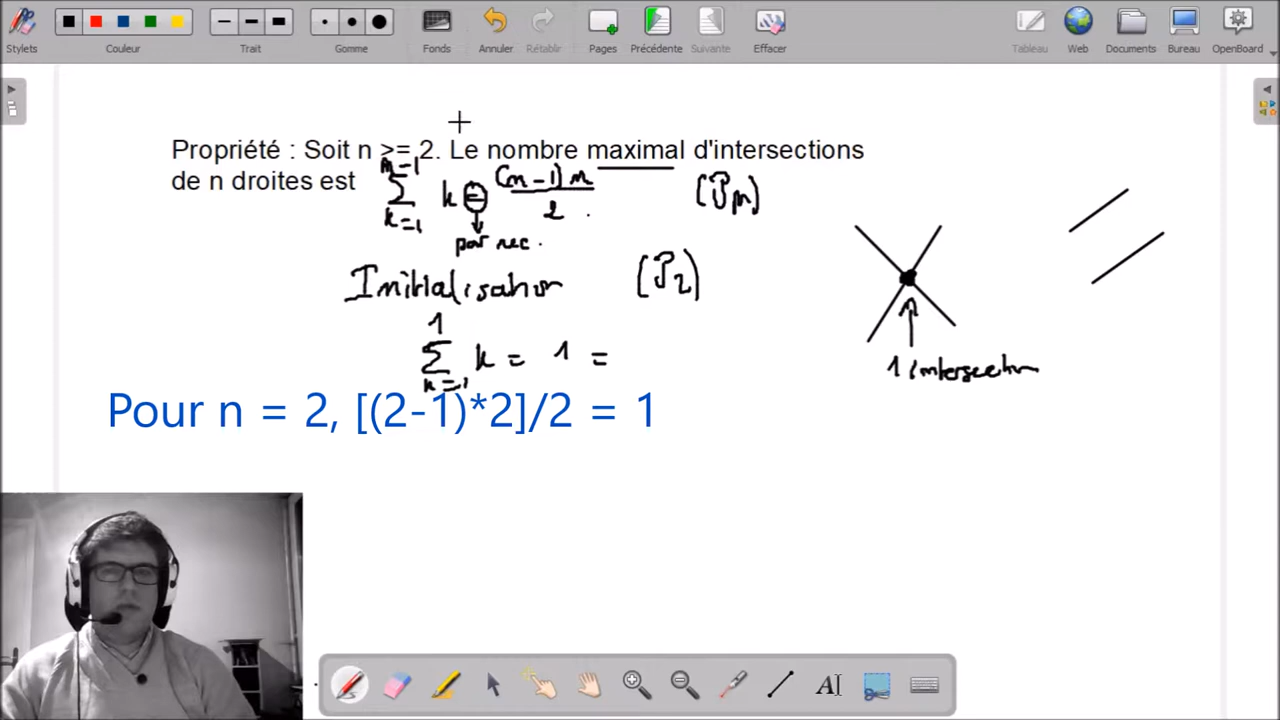 Stylets Couleur Trait Gomme Fonds Annuler Rétablir Pages Précédente Suivante Effacer Tableau Web Documents Bureau OpenBoard
Propriété : Soit n >= 2. Le nombre maximal d'intersections
de n droites est n-1 Σ k=1 k = (n-1) n / 2 . (Pn)
par rec.
Initialisation (P2)
1 Σ k=1 k = 1 =
1 intersection
Pour n = 2, [(2-1)*2]/2 = 1